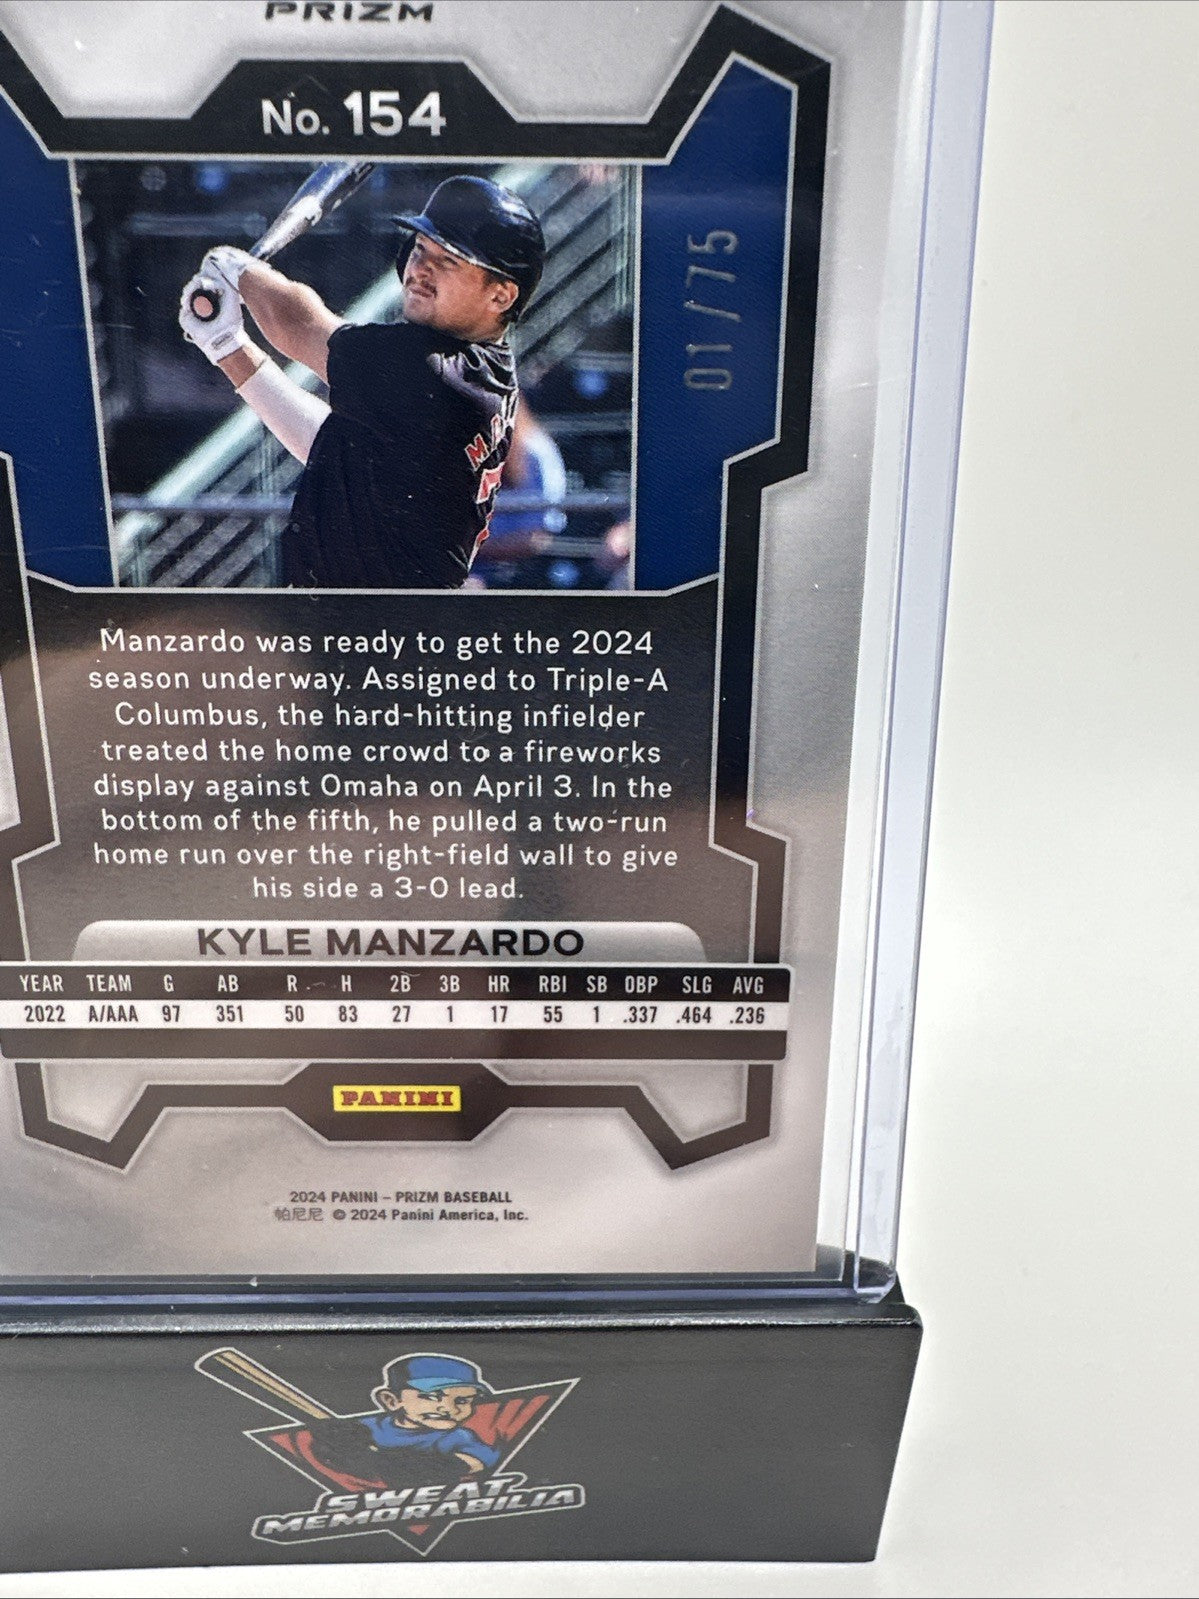 PRIZM
No. 154
01/75
Manzardo was ready to get the 2024
season underway. Assigned to Triple-A
Columbus, the hard-hitting infielder
treated the home crowd to a fireworks
display against Omaha on April 3. In the
bottom of the fifth, he pulled a two-run
home run over the right-field wall to give
his side a 3-0 lead.
KYLE MANZARDO
YEAR TEAM G AB R H 2B 3B HR RBI SB OBP SLG AVG
2022 A/AAA 97 351 50 83 27 1 17 55 1 .337 .464 .236
PANINI
2024 PANINI – PRIZM BASEBALL
帕尼尼 © 2024 Panini America, Inc.
SWEAT
MEMORABILIA